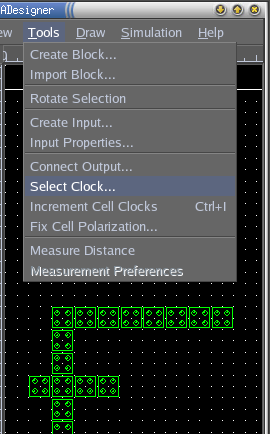 ADesigner
ew Tools Draw Simulation Help
Create Block...
Import Block...
Rotate Selection
Create Input...
Input Properties...
Connect Output...
Select Clock...
Increment Cell Clocks Ctrl+I
Fix Cell Polarization...
Measure Distance
Measurement Preferences